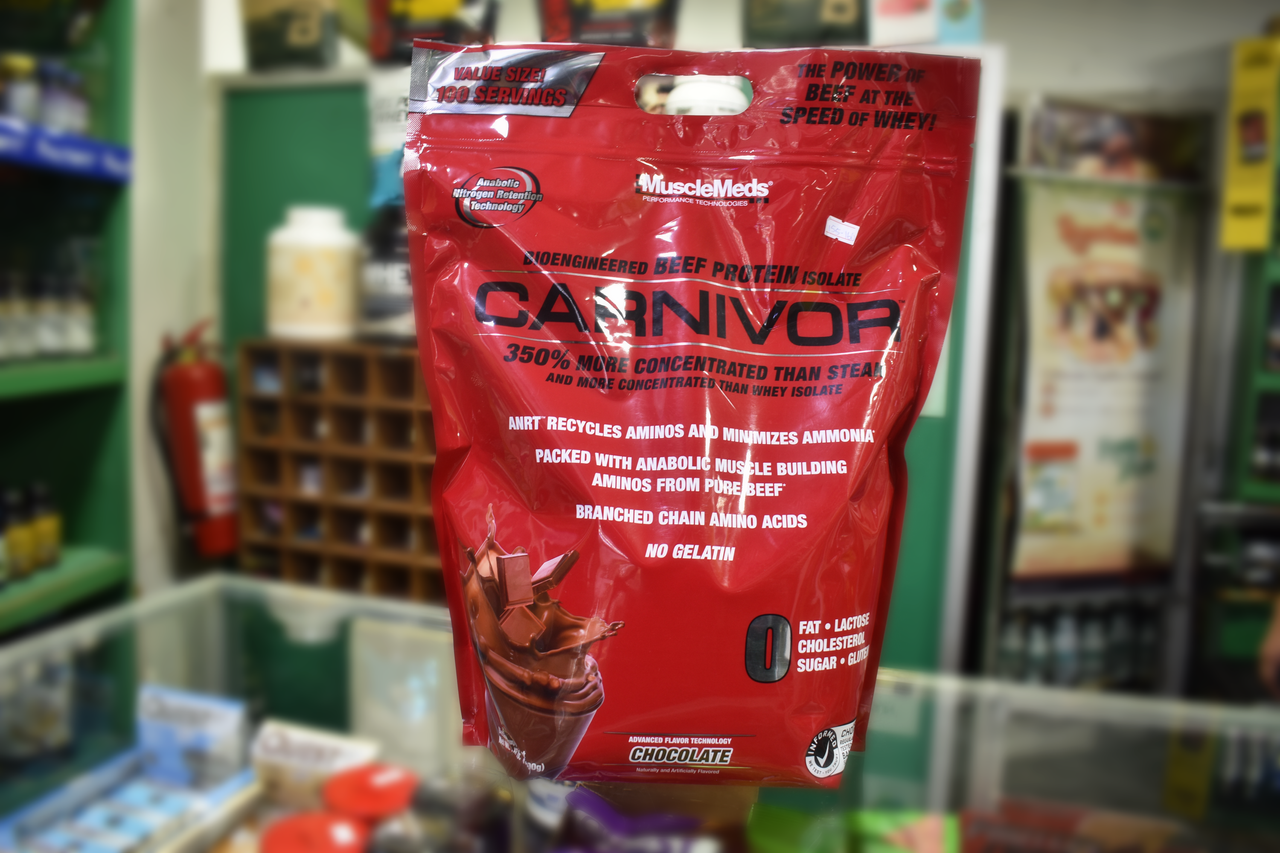 VALUE SIZE!
100 SERVINGS
THE POWER OF
BEEF AT THE
SPEED OF WHEY!
Anabolic
Nitrogen Retention
Technology
MuscleMeds®
PERFORMANCE TECHNOLOGIES
BIOENGINEERED BEEF PROTEIN ISOLATE
CARNIVOR
350% MORE CONCENTRATED THAN STEAK
AND MORE CONCENTRATED THAN WHEY ISOLATE
ANRT™ RECYCLES AMINOS AND MINIMIZES AMMONIA*
PACKED WITH ANABOLIC MUSCLE BUILDING
AMINOS FROM PURE BEEF*
BRANCHED CHAIN AMINO ACIDS
NO GELATIN
0 FAT • LACTOSE
CHOLESTEROL
SUGAR • GLUTEN
ADVANCED FLAVOR TECHNOLOGY
CHOCOLATE
Naturally and Artificially Flavored
INFORMED